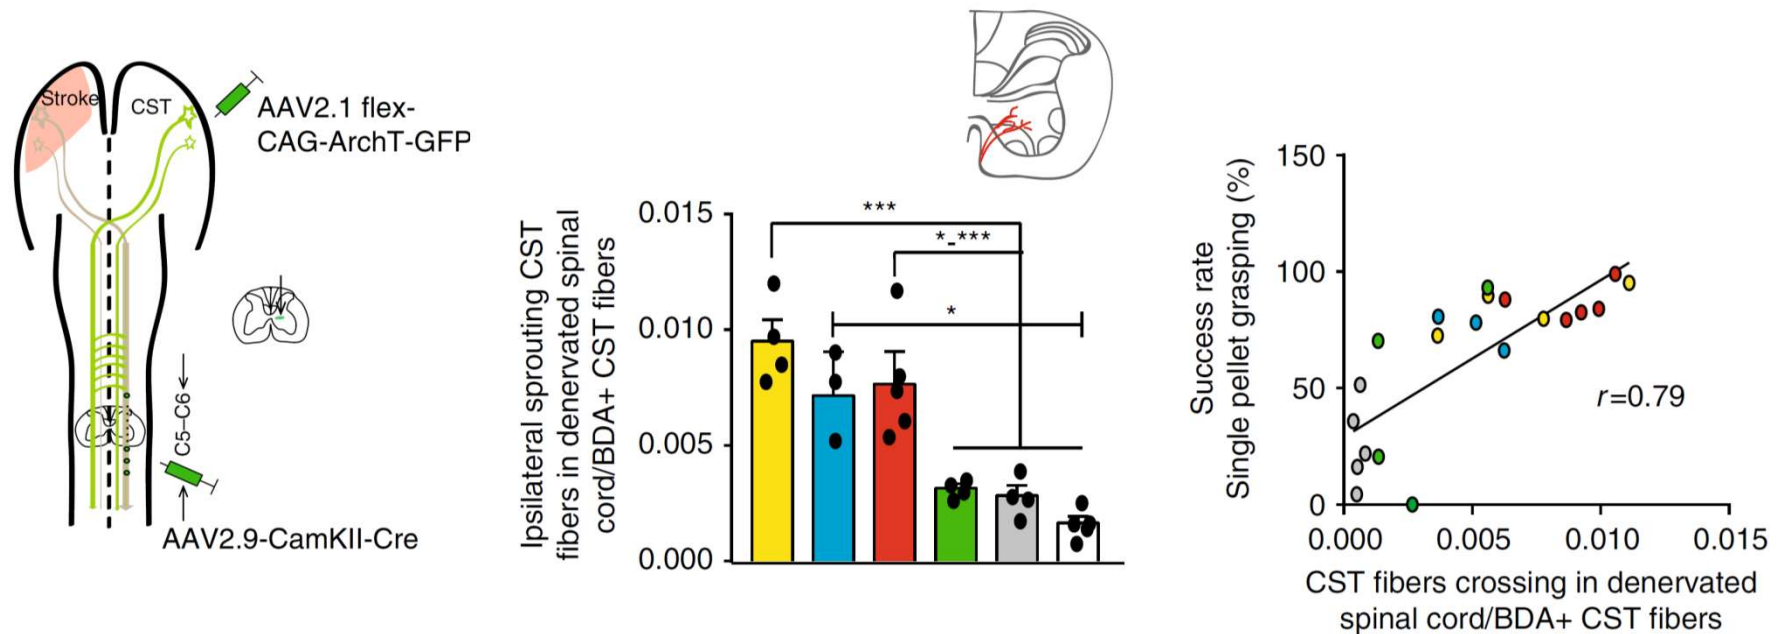 Stroke
CST
AAV2.1 flex-
CAG-ArchT-GFP
C5–C6
AAV2.9-CamKII-Cre
Ipsilateral sprouting CST
fibers in denervated spinal
cord/BDA+ CST fibers
0.015
0.010
0.005
0.000
***
*-***
*
Success rate
Single pellet grasping (%)
150
100
50
0
r=0.79
0.000 0.005 0.010 0.015
CST fibers crossing in denervated
spinal cord/BDA+ CST fibers